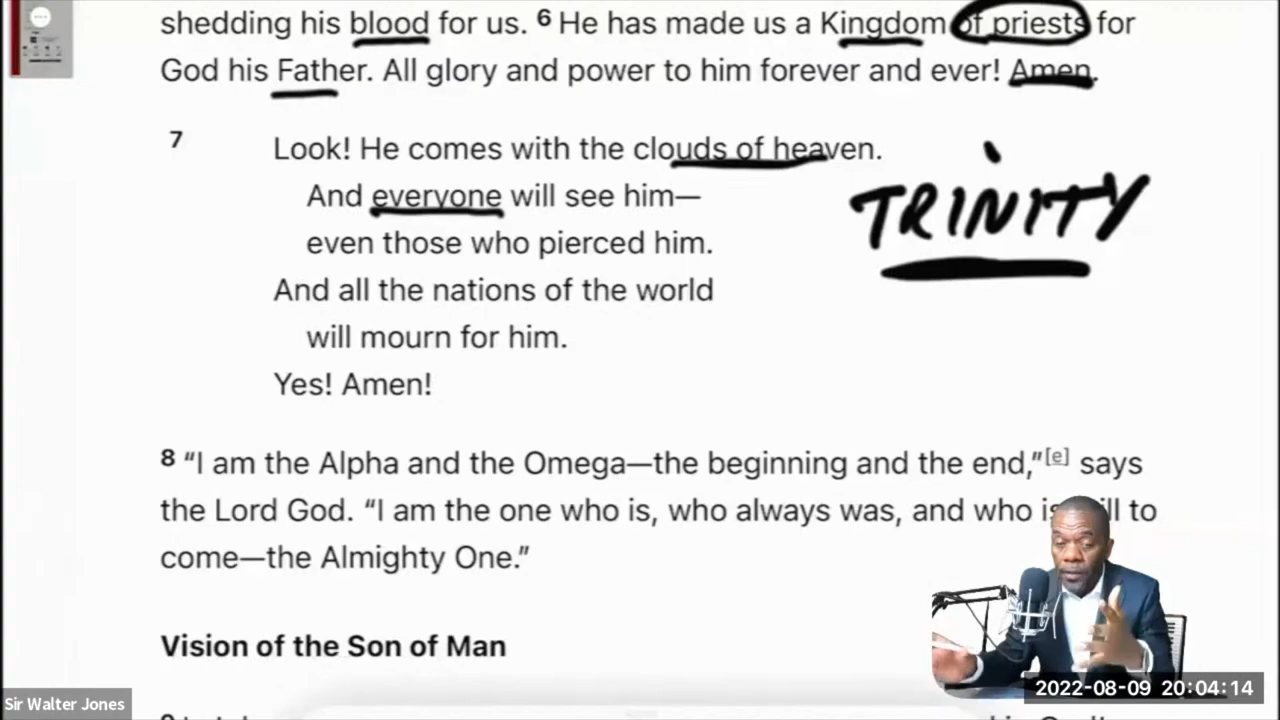 shedding his blood for us. 6 He has made us a Kingdom of priests for
God his Father. All glory and power to him forever and ever! Amen.
7 Look! He comes with the clouds of heaven.
And everyone will see him—
even those who pierced him.
TRINITY
And all the nations of the world
will mourn for him.
Yes! Amen!
8 “I am the Alpha and the Omega—the beginning and the end,”[e] says
the Lord God. “I am the one who is, who always was, and who is to
come—the Almighty One.”
Vision of the Son of Man
Sir Walter Jones
2022-08-09 20:04:14